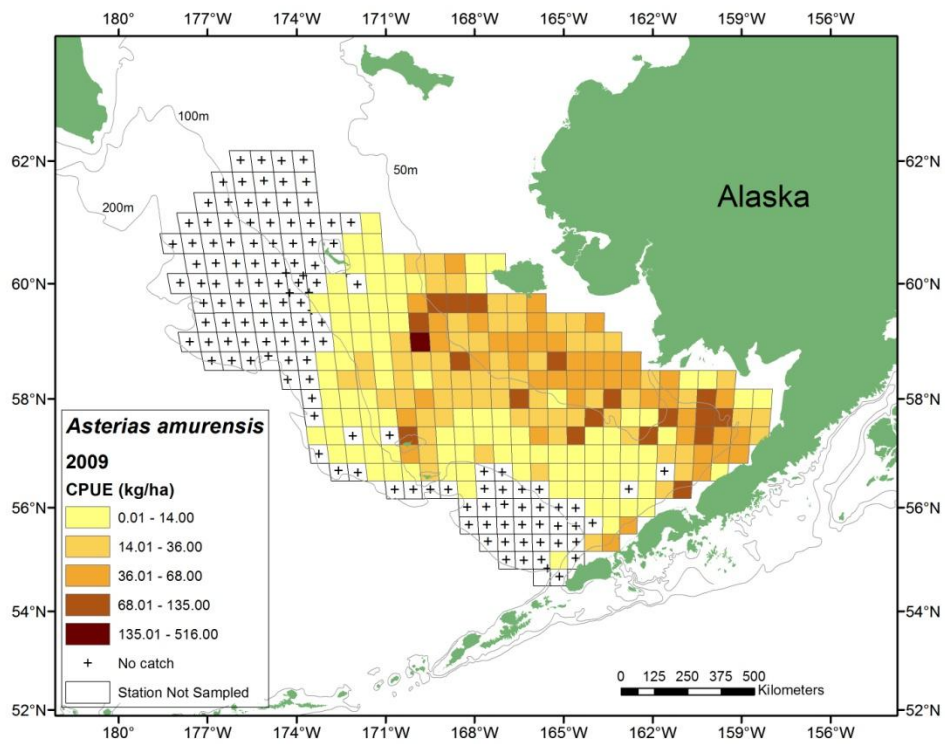 180° 177°W 174°W 171°W 168°W 165°W 162°W 159°W 156°W
100m
62°N 62°N
50m
200m
Alaska
60°N 60°N
58°N 58°N
Asterias amurensis
2009
CPUE (kg/ha)
0.01 - 14.00
14.01 - 36.00
36.01 - 68.00
68.01 - 135.00
135.01 - 516.00
No catch
Station Not Sampled
56°N 56°N
54°N 54°N
0 125 250 375 500
Kilometers
52°N 52°N
180° 177°W 174°W 171°W 168°W 165°W 162°W 159°W 156°W